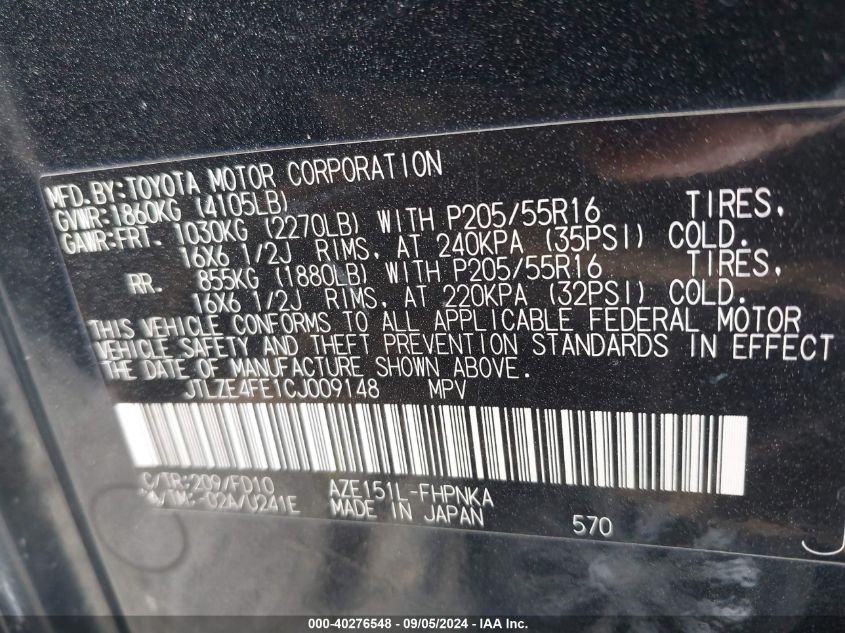 MFD.BY:TOYOTA MOTOR CORPORATION
GVWR:1860KG (4105LB)
GAWR:FRT. 1030KG (2270LB) WITH P205/55R16 TIRES,
16X6 1/2J RIMS, AT 240KPA (35PSI) COLD.
RR. 855KG (1880LB) WITH P205/55R16 TIRES,
16X6 1/2J RIMS, AT 220KPA (32PSI) COLD.
THIS VEHICLE CONFORMS TO ALL APPLICABLE FEDERAL MOTOR
VEHICLE SAFETY AND THEFT PREVENTION STANDARDS IN EFFECT
THE DATE OF MANUFACTURE SHOWN ABOVE.
JTLZE4FE1CJ009148 MPV
C/TR:209/FD10 AZE151L-FHPNKA
A/TM:-02A/U241E MADE IN JAPAN 570
000-40276548 - 09/05/2024 - IAA Inc.